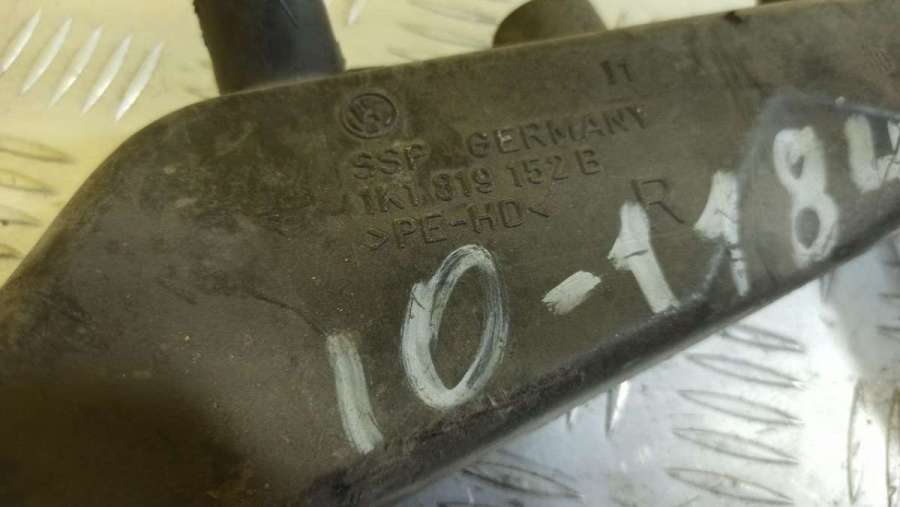 11
SSP GERMANY
1K1 819 152 B
>PE-HD<
R
10-1184